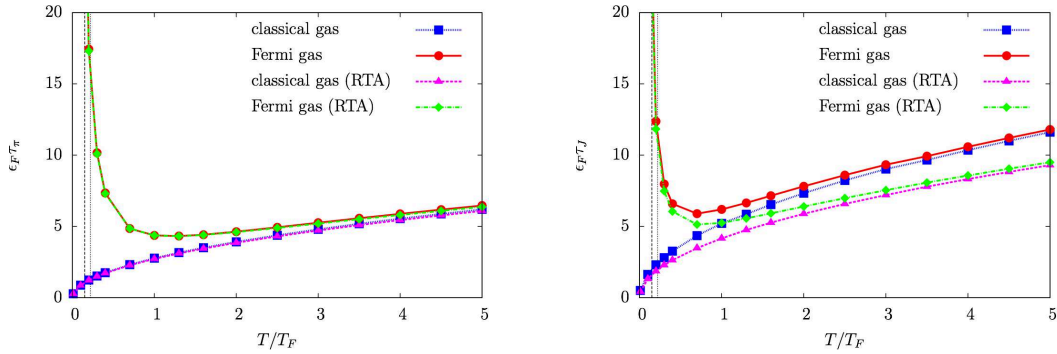 20
15
10
5
0
ϵ_F τ_π
0 1 2 3 4 5
T/T_F
classical gas
Fermi gas
classical gas (RTA)
Fermi gas (RTA)
20
15
10
5
0
ϵ_F τ_J
0 1 2 3 4 5
T/T_F
classical gas
Fermi gas
classical gas (RTA)
Fermi gas (RTA)